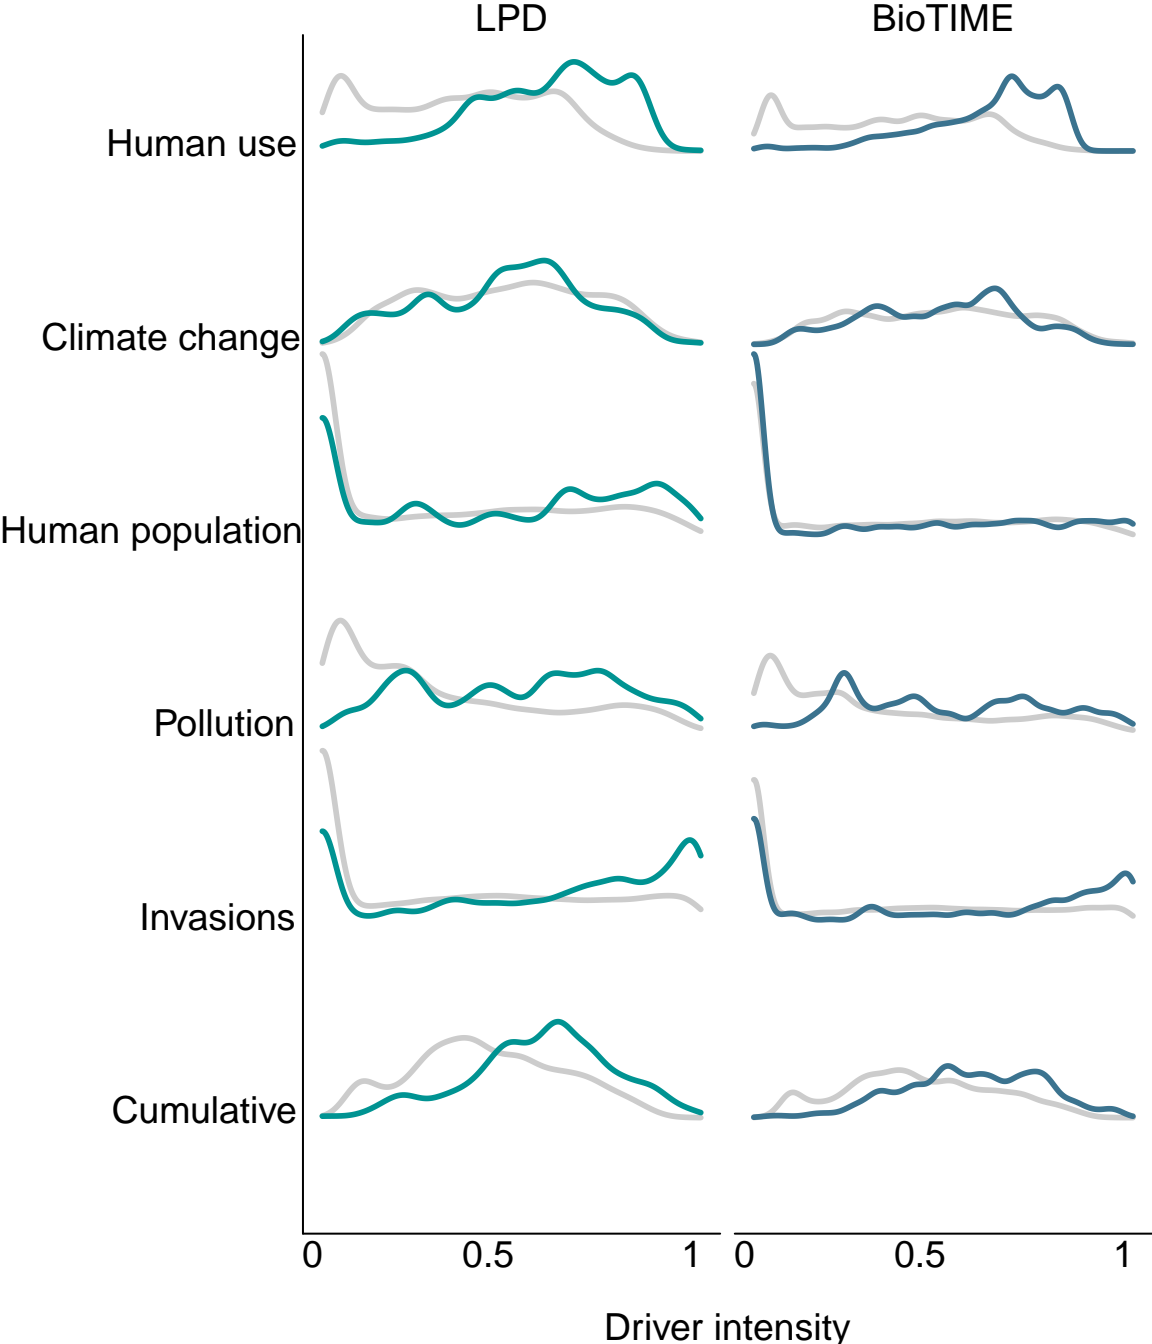 LPD BioTIME
Human use
Climate change
Human population
Pollution
Invasions
Cumulative
0 0.5 1 0 0.5 1
Driver intensity